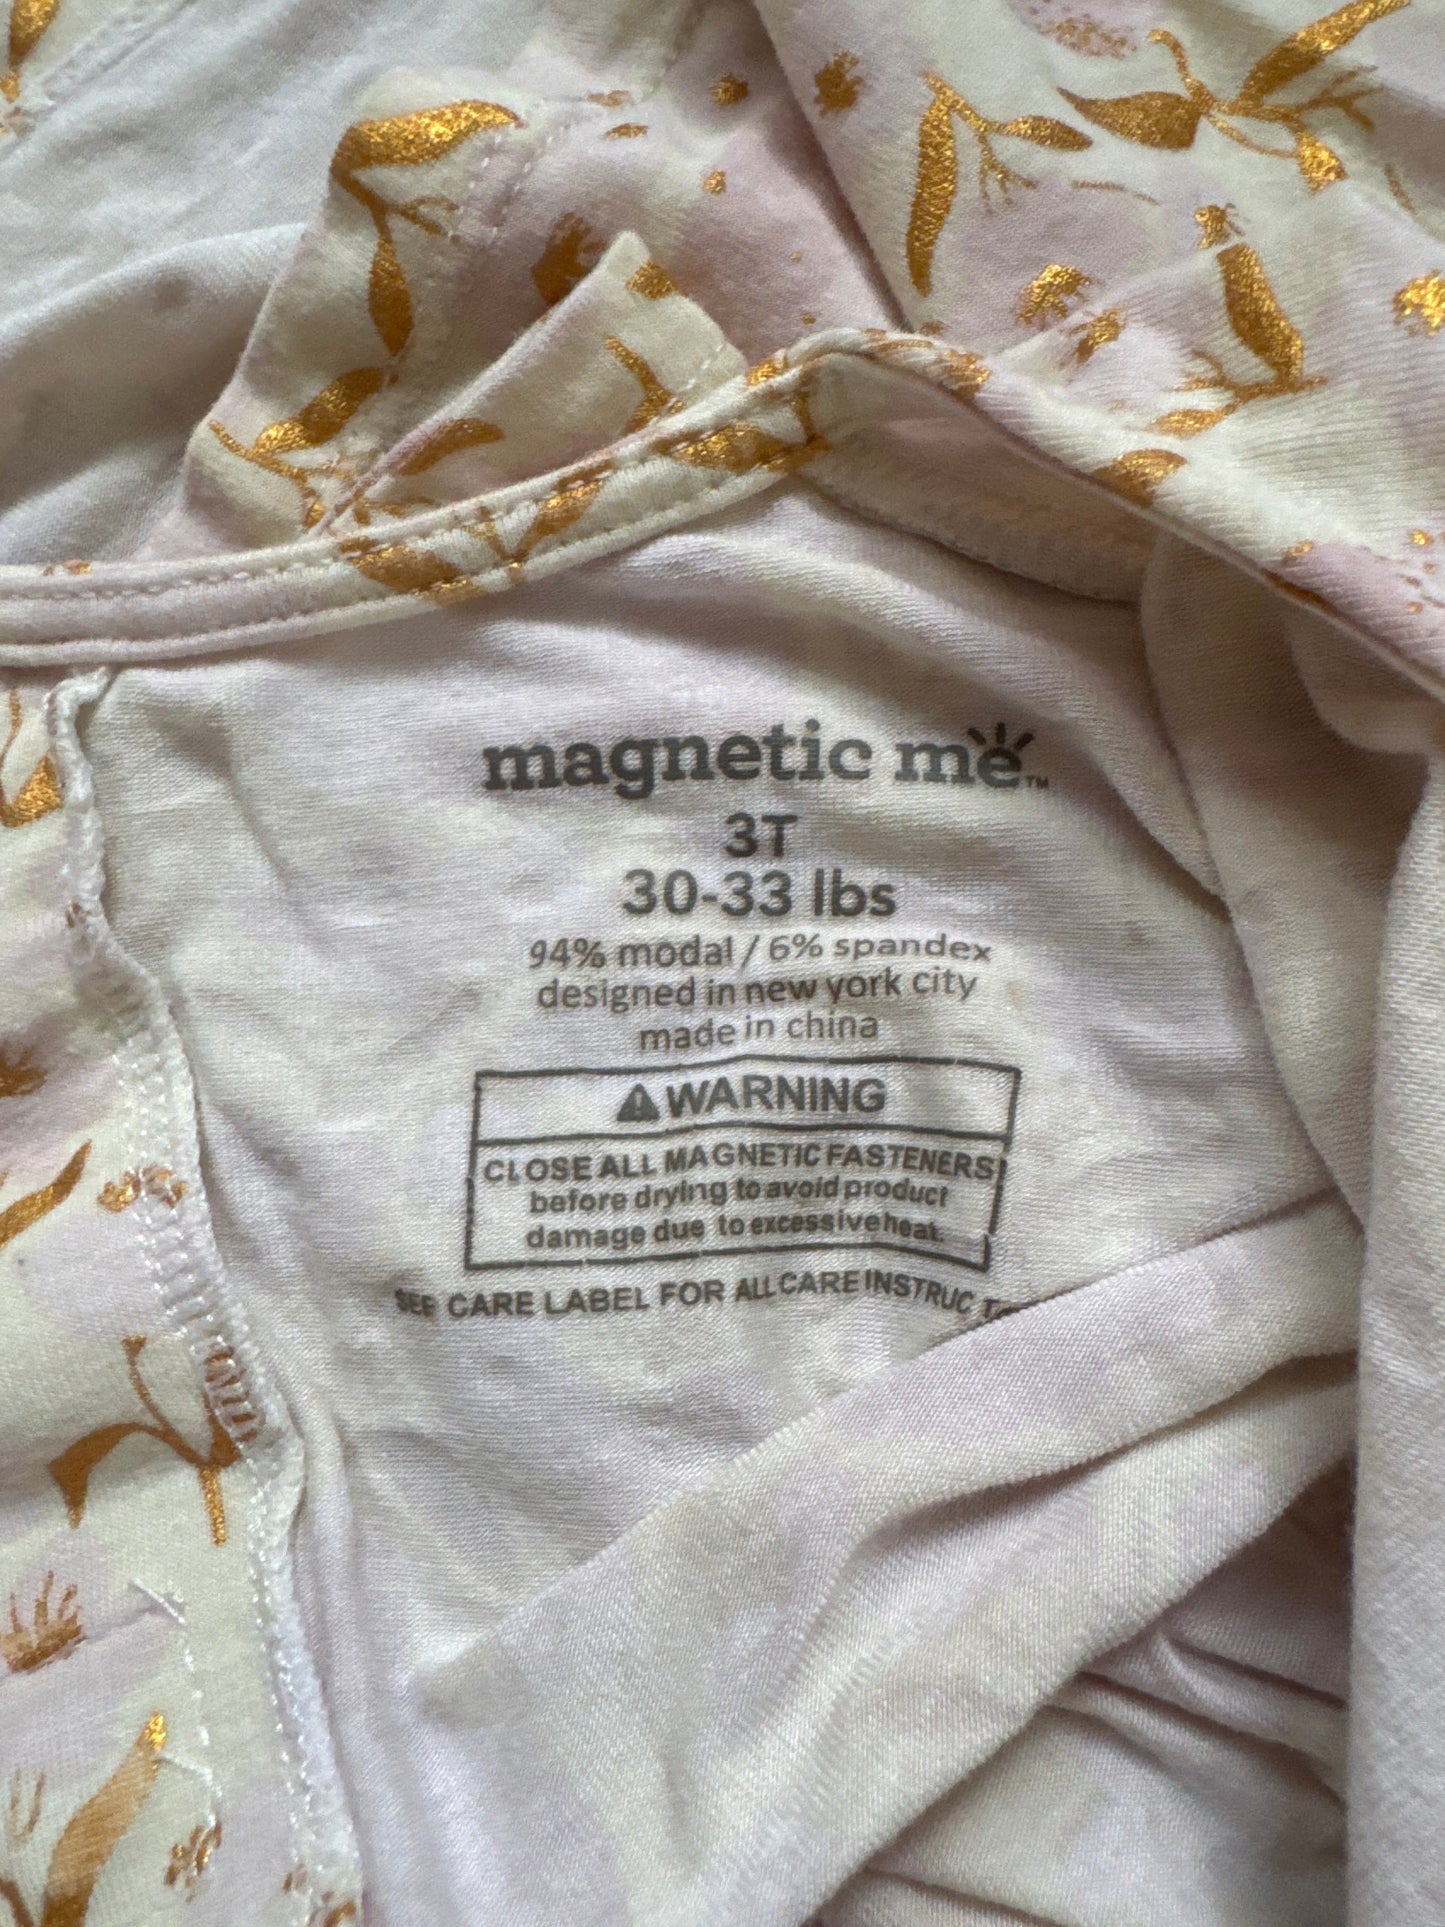 magnetic me™
3T
30-33 lbs
94% modal / 6% spandex
designed in new york city
made in china
⚠ WARNING
CLOSE ALL MAGNETIC FASTENERS
before drying to avoid product
damage due to excessive heat.
SEE CARE LABEL FOR ALL CARE